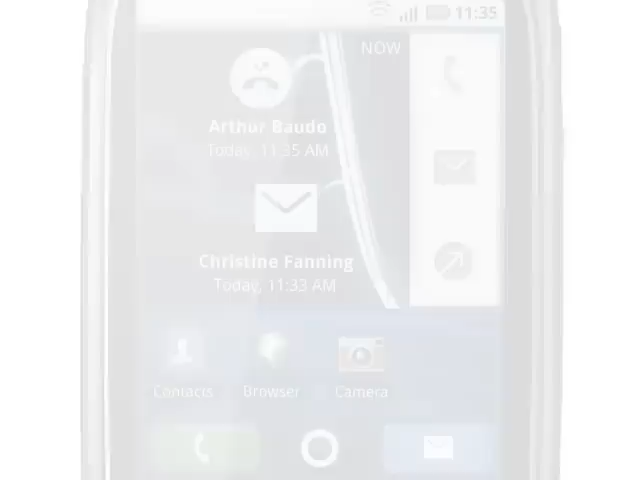 11:35
NOW
Arthur Baudo
Today, 11:35 AM
Christine Fanning
Today, 11:33 AM
Contacts
Browser
Camera